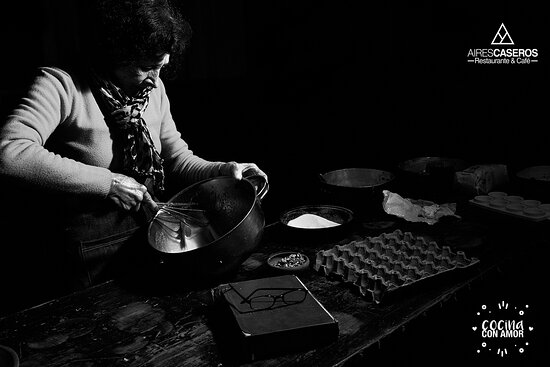 AIRESCASEROS
Restaurante & Café
COCINA
CON AMOR